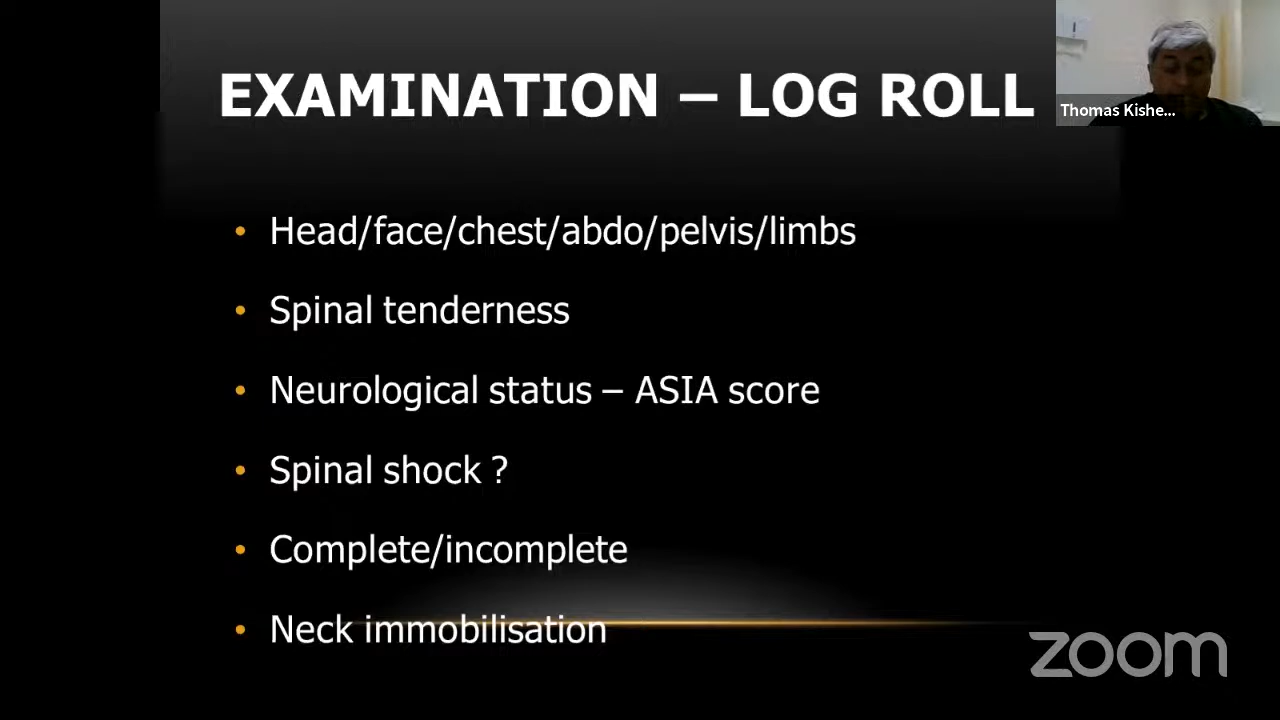 EXAMINATION – LOG ROLL
Thomas Kishe...
• Head/face/chest/abdo/pelvis/limbs
• Spinal tenderness
• Neurological status – ASIA score
• Spinal shock ?
• Complete/incomplete
• Neck immobilisation
zoom